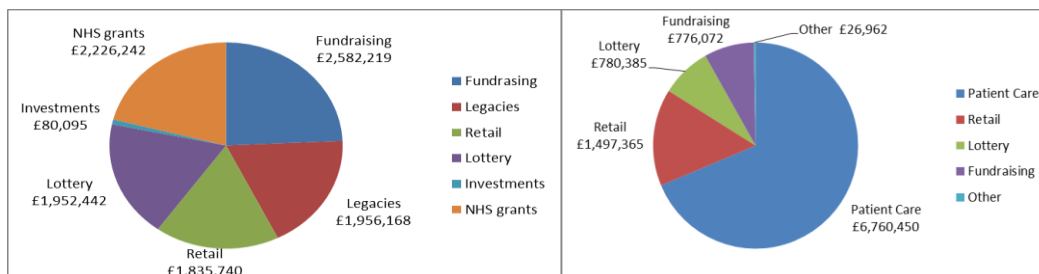 NHS grants
£2,226,242
Fundraising
£2,582,219
Investments
£80,095
Lottery
£1,952,442
Retail
£1,835,740
Legacies
£1,956,168
Fundrasing
Legacies
Retail
Lottery
Investments
NHS grants
Fundraising
£776,072
Other £26,962
Lottery
£780,385
Retail
£1,497,365
Patient Care
£6,760,450
Patient Care
Retail
Lottery
Fundraising
Other